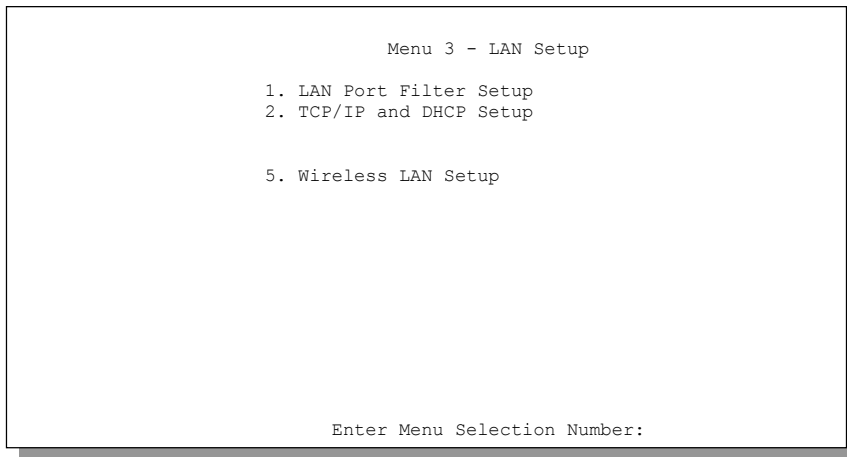 Menu 3 - LAN Setup
1. LAN Port Filter Setup
2. TCP/IP and DHCP Setup
5. Wireless LAN Setup
Enter Menu Selection Number: